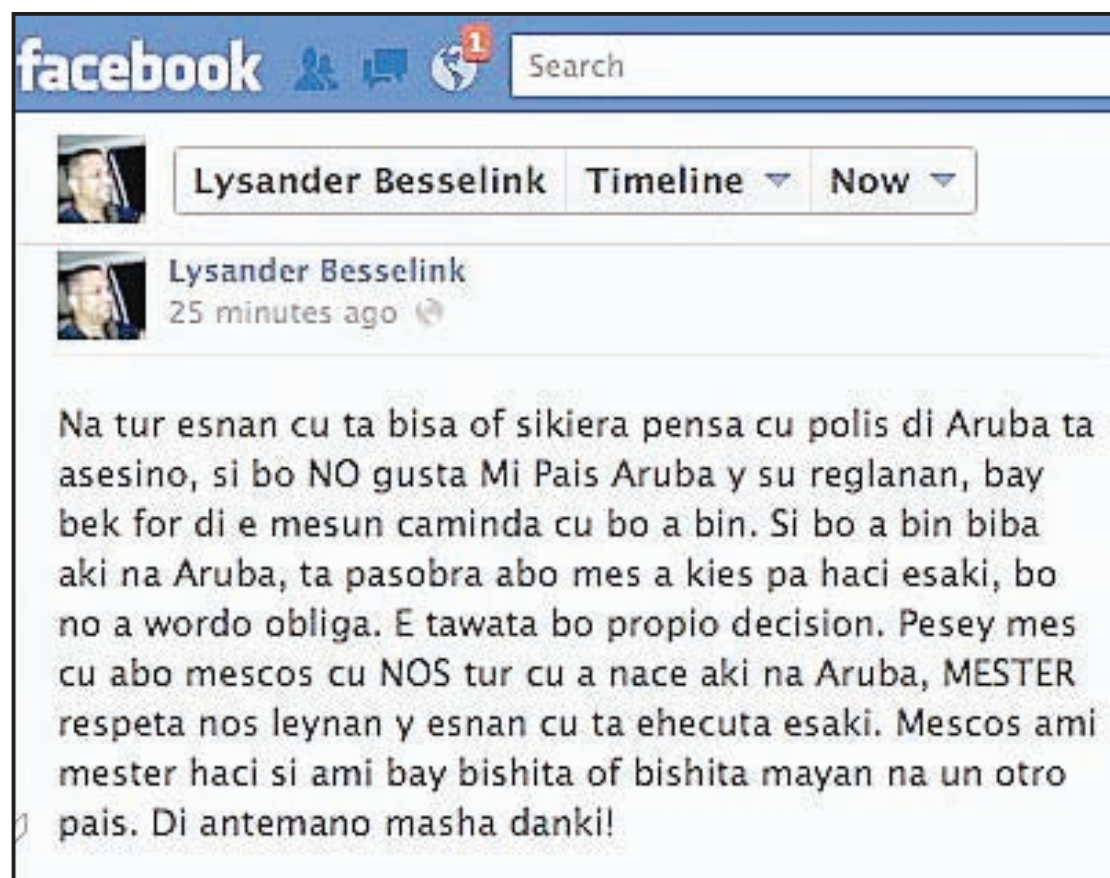 facebook 1 Search
Lysander Besselink Timeline Now
Lysander Besselink
25 minutes ago
Na tur esnan cu ta bisa of sikiera pensa cu polis di Aruba ta
asesino, si bo NO gusta Mi Pais Aruba y su reglanan, bay
bek for di e mesun caminda cu bo a bin. Si bo a bin biba
aki na Aruba, ta pasobra abo mes a kies pa haci esaki, bo
no a wordo obliga. E tawata bo propio decision. Pesey mes
cu abo mescos cu NOS tur cu a nace aki na Aruba, MESTER
respeta nos leynan y esnan cu ta ehecuta esaki. Mescos ami
mester haci si ami bay bishita of bishita mayan na un otro
pais. Di antemano masha danki!